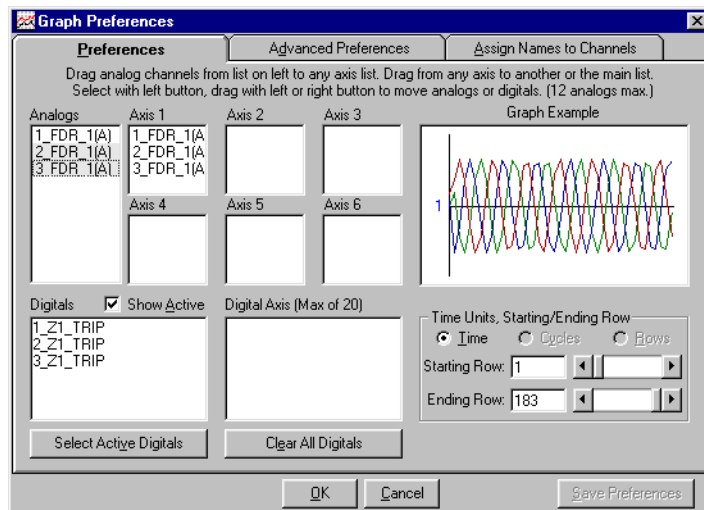 Graph Preferences
Preferences
Advanced Preferences
Assign Names to Channels
Drag analog channels from list on left to any axis list. Drag from any axis to another or the main list.
Select with left button, drag with left or right button to move analogs or digitals. (12 analogs max.)
Analogs
Axis 1
Axis 2
Axis 3
Graph Example
1_FDR_1(A)
2_FDR_1(A)
3_FDR_1(A)
1_FDR_1(A
2_FDR_1(A
3_FDR_1(A
1
Axis 4
Axis 5
Axis 6
Digitals
Show Active
Digital Axis (Max of 20)
1_Z1_TRIP
2_Z1_TRIP
3_Z1_TRIP
Time Units, Starting/Ending Row
Time
Cycles
Rows
Starting Row: 1
Ending Row: 183
Select Active Digitals
Clear All Digitals
OK
Cancel
Save Preferences